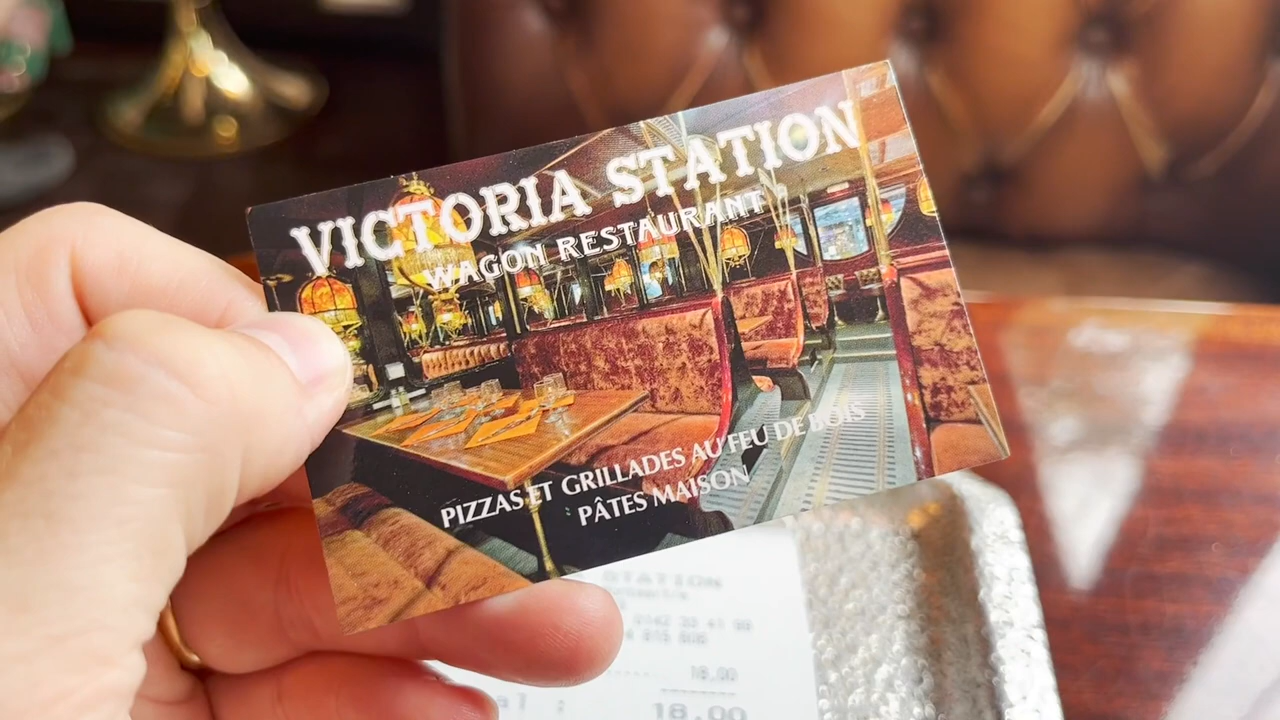 VICTORIA STATION
WAGON RESTAURANT
PIZZAS ET GRILLADES AU FEU DE BOIS
PÂTES MAISON
STATION
18.00
18.00